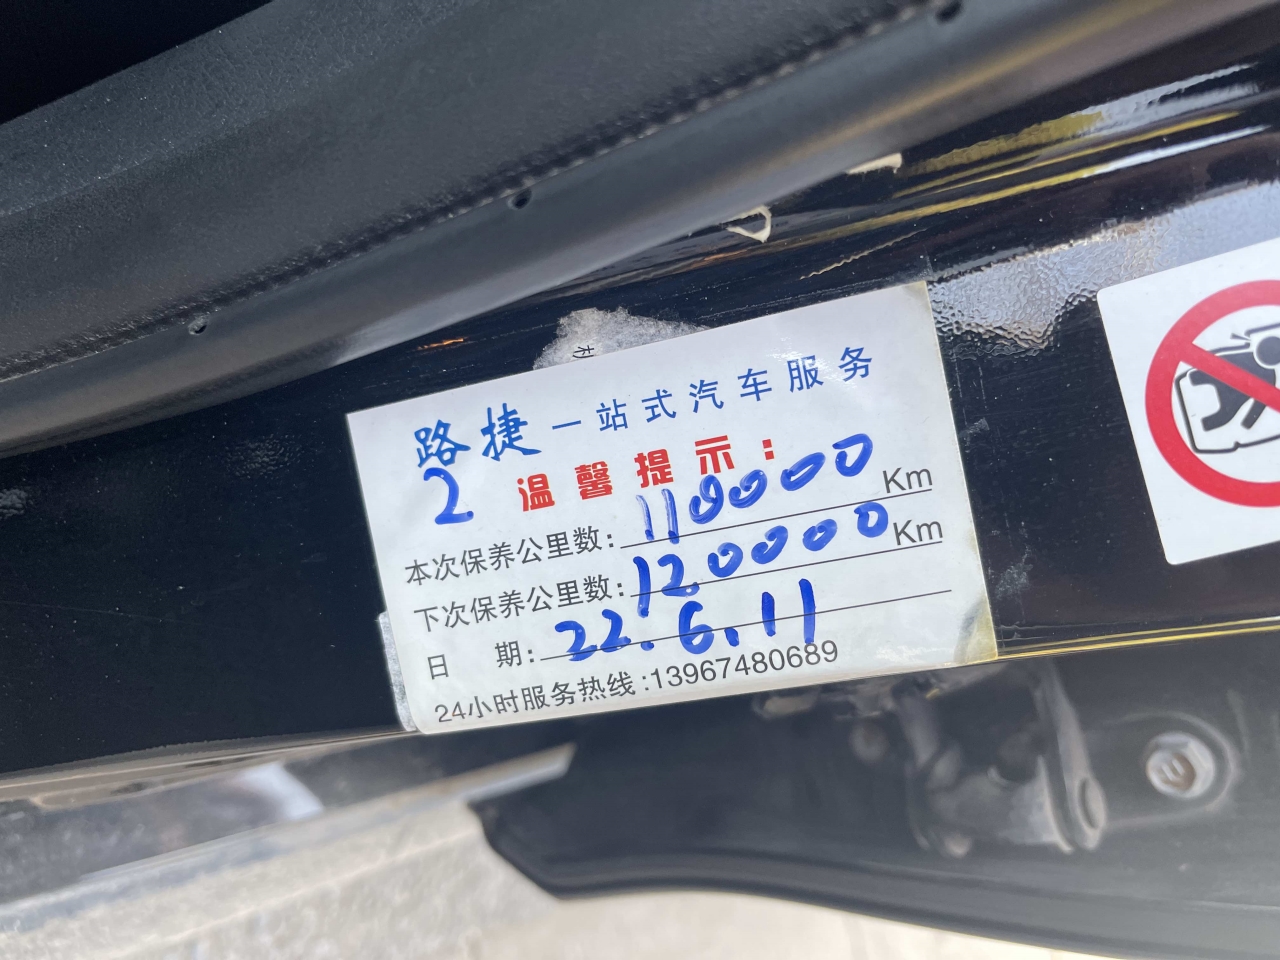 路捷一站式汽车服务
2 温馨提示：
本次保养公里数：110000 Km
下次保养公里数：120000 Km
日 期：22.6.11
24小时服务热线：13967480689